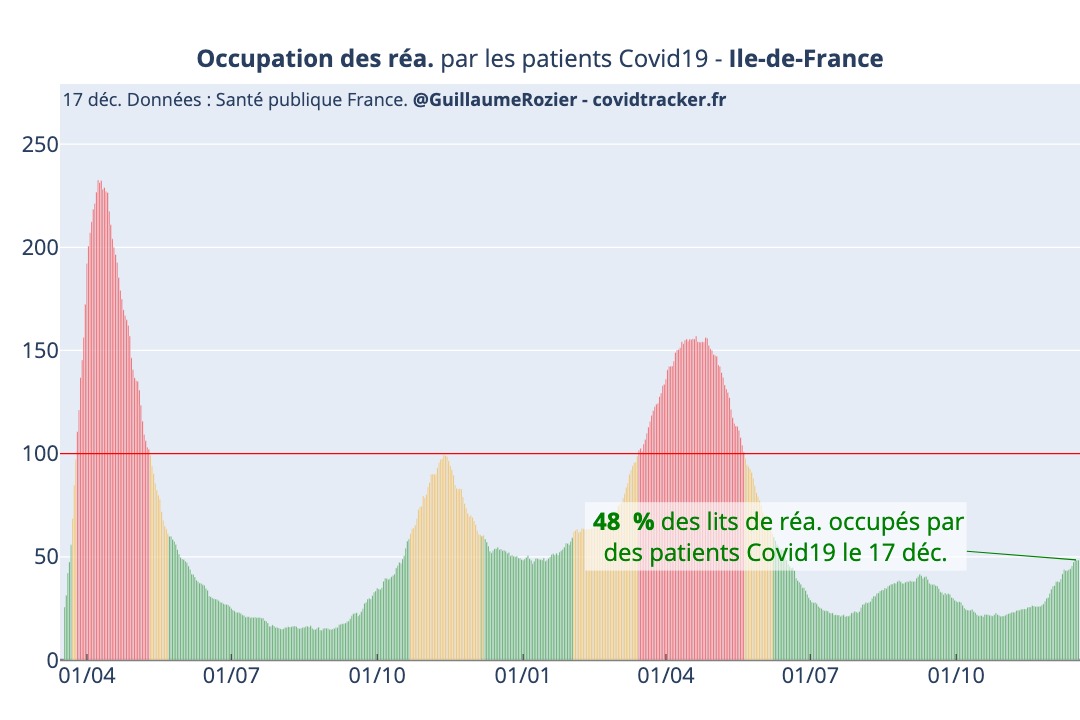 Occupation des réa. par les patients Covid19 - Ile-de-France
17 déc. Données : Santé publique France. @GuillaumeRozier - covidtracker.fr
250
200
150
100
50
0
48 % des lits de réa. occupés par
des patients Covid19 le 17 déc.
01/04 01/07 01/10 01/01 01/04 01/07 01/10